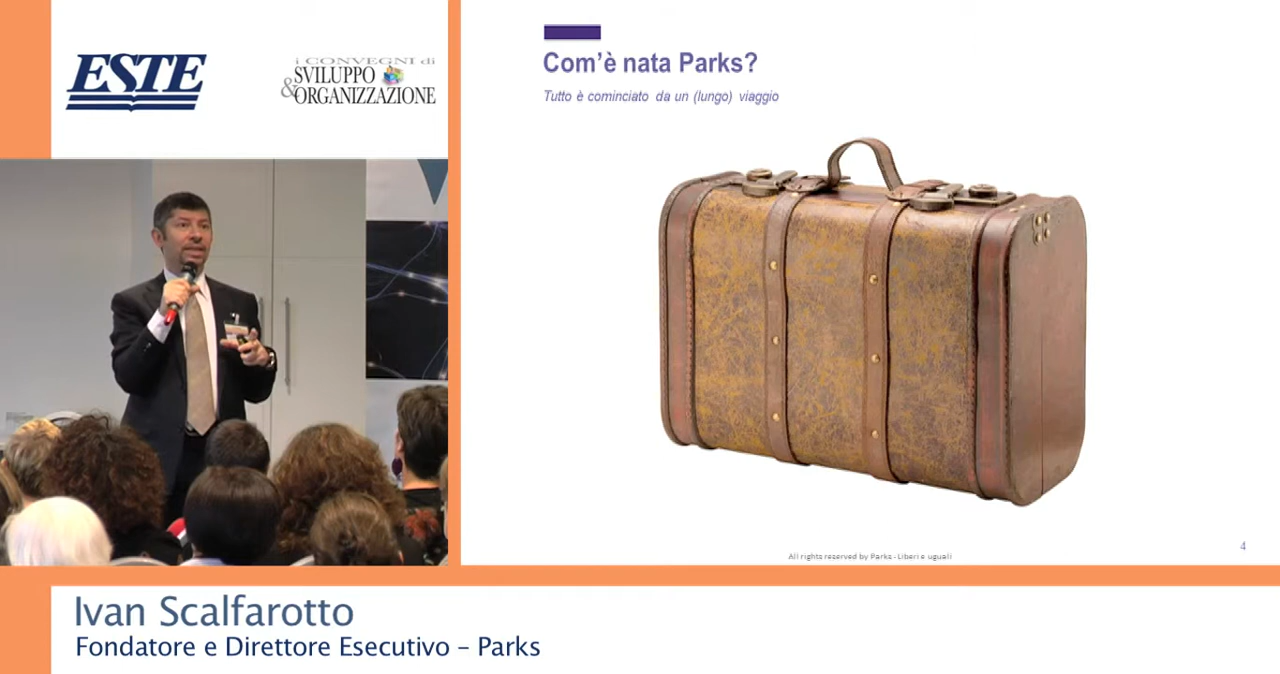 ESTE
i CONVEGNI di
SVILUPPO
&ORGANIZZAZIONE
Com'è nata Parks?
Tutto è cominciato da un (lungo) viaggio
All rights reserved by Parks - Liberi e uguali
4
Ivan Scalfarotto
Fondatore e Direttore Esecutivo – Parks